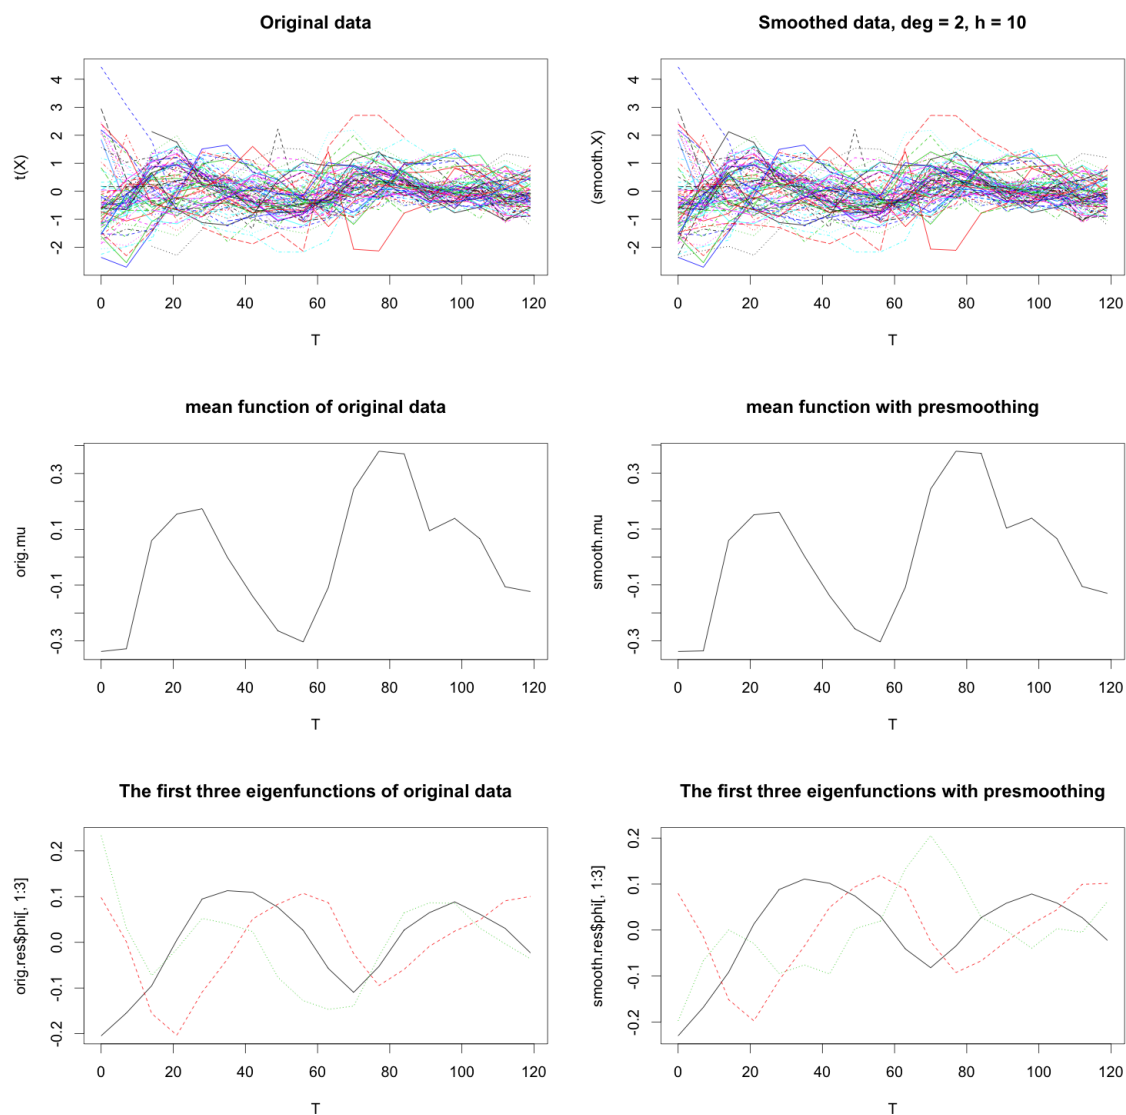 Original data
t(X)
4
3
2
1
0
-1
-2
0 20 40 60 80 100 120
T
Smoothed data, deg = 2, h = 10
(smooth.X)
4
3
2
1
0
-1
-2
0 20 40 60 80 100 120
T
mean function of original data
orig.mu
0.3
0.1
-0.1
-0.3
0 20 40 60 80 100 120
T
mean function with presmoothing
smooth.mu
0.3
0.1
-0.1
-0.3
0 20 40 60 80 100 120
T
The first three eigenfunctions of original data
orig.res$phi[, 1:3]
0.2
0.1
0.0
-0.1
-0.2
0 20 40 60 80 100 120
T
The first three eigenfunctions with presmoothing
smooth.res$phi[, 1:3]
0.2
0.1
0.0
-0.1
-0.2
0 20 40 60 80 100 120
T